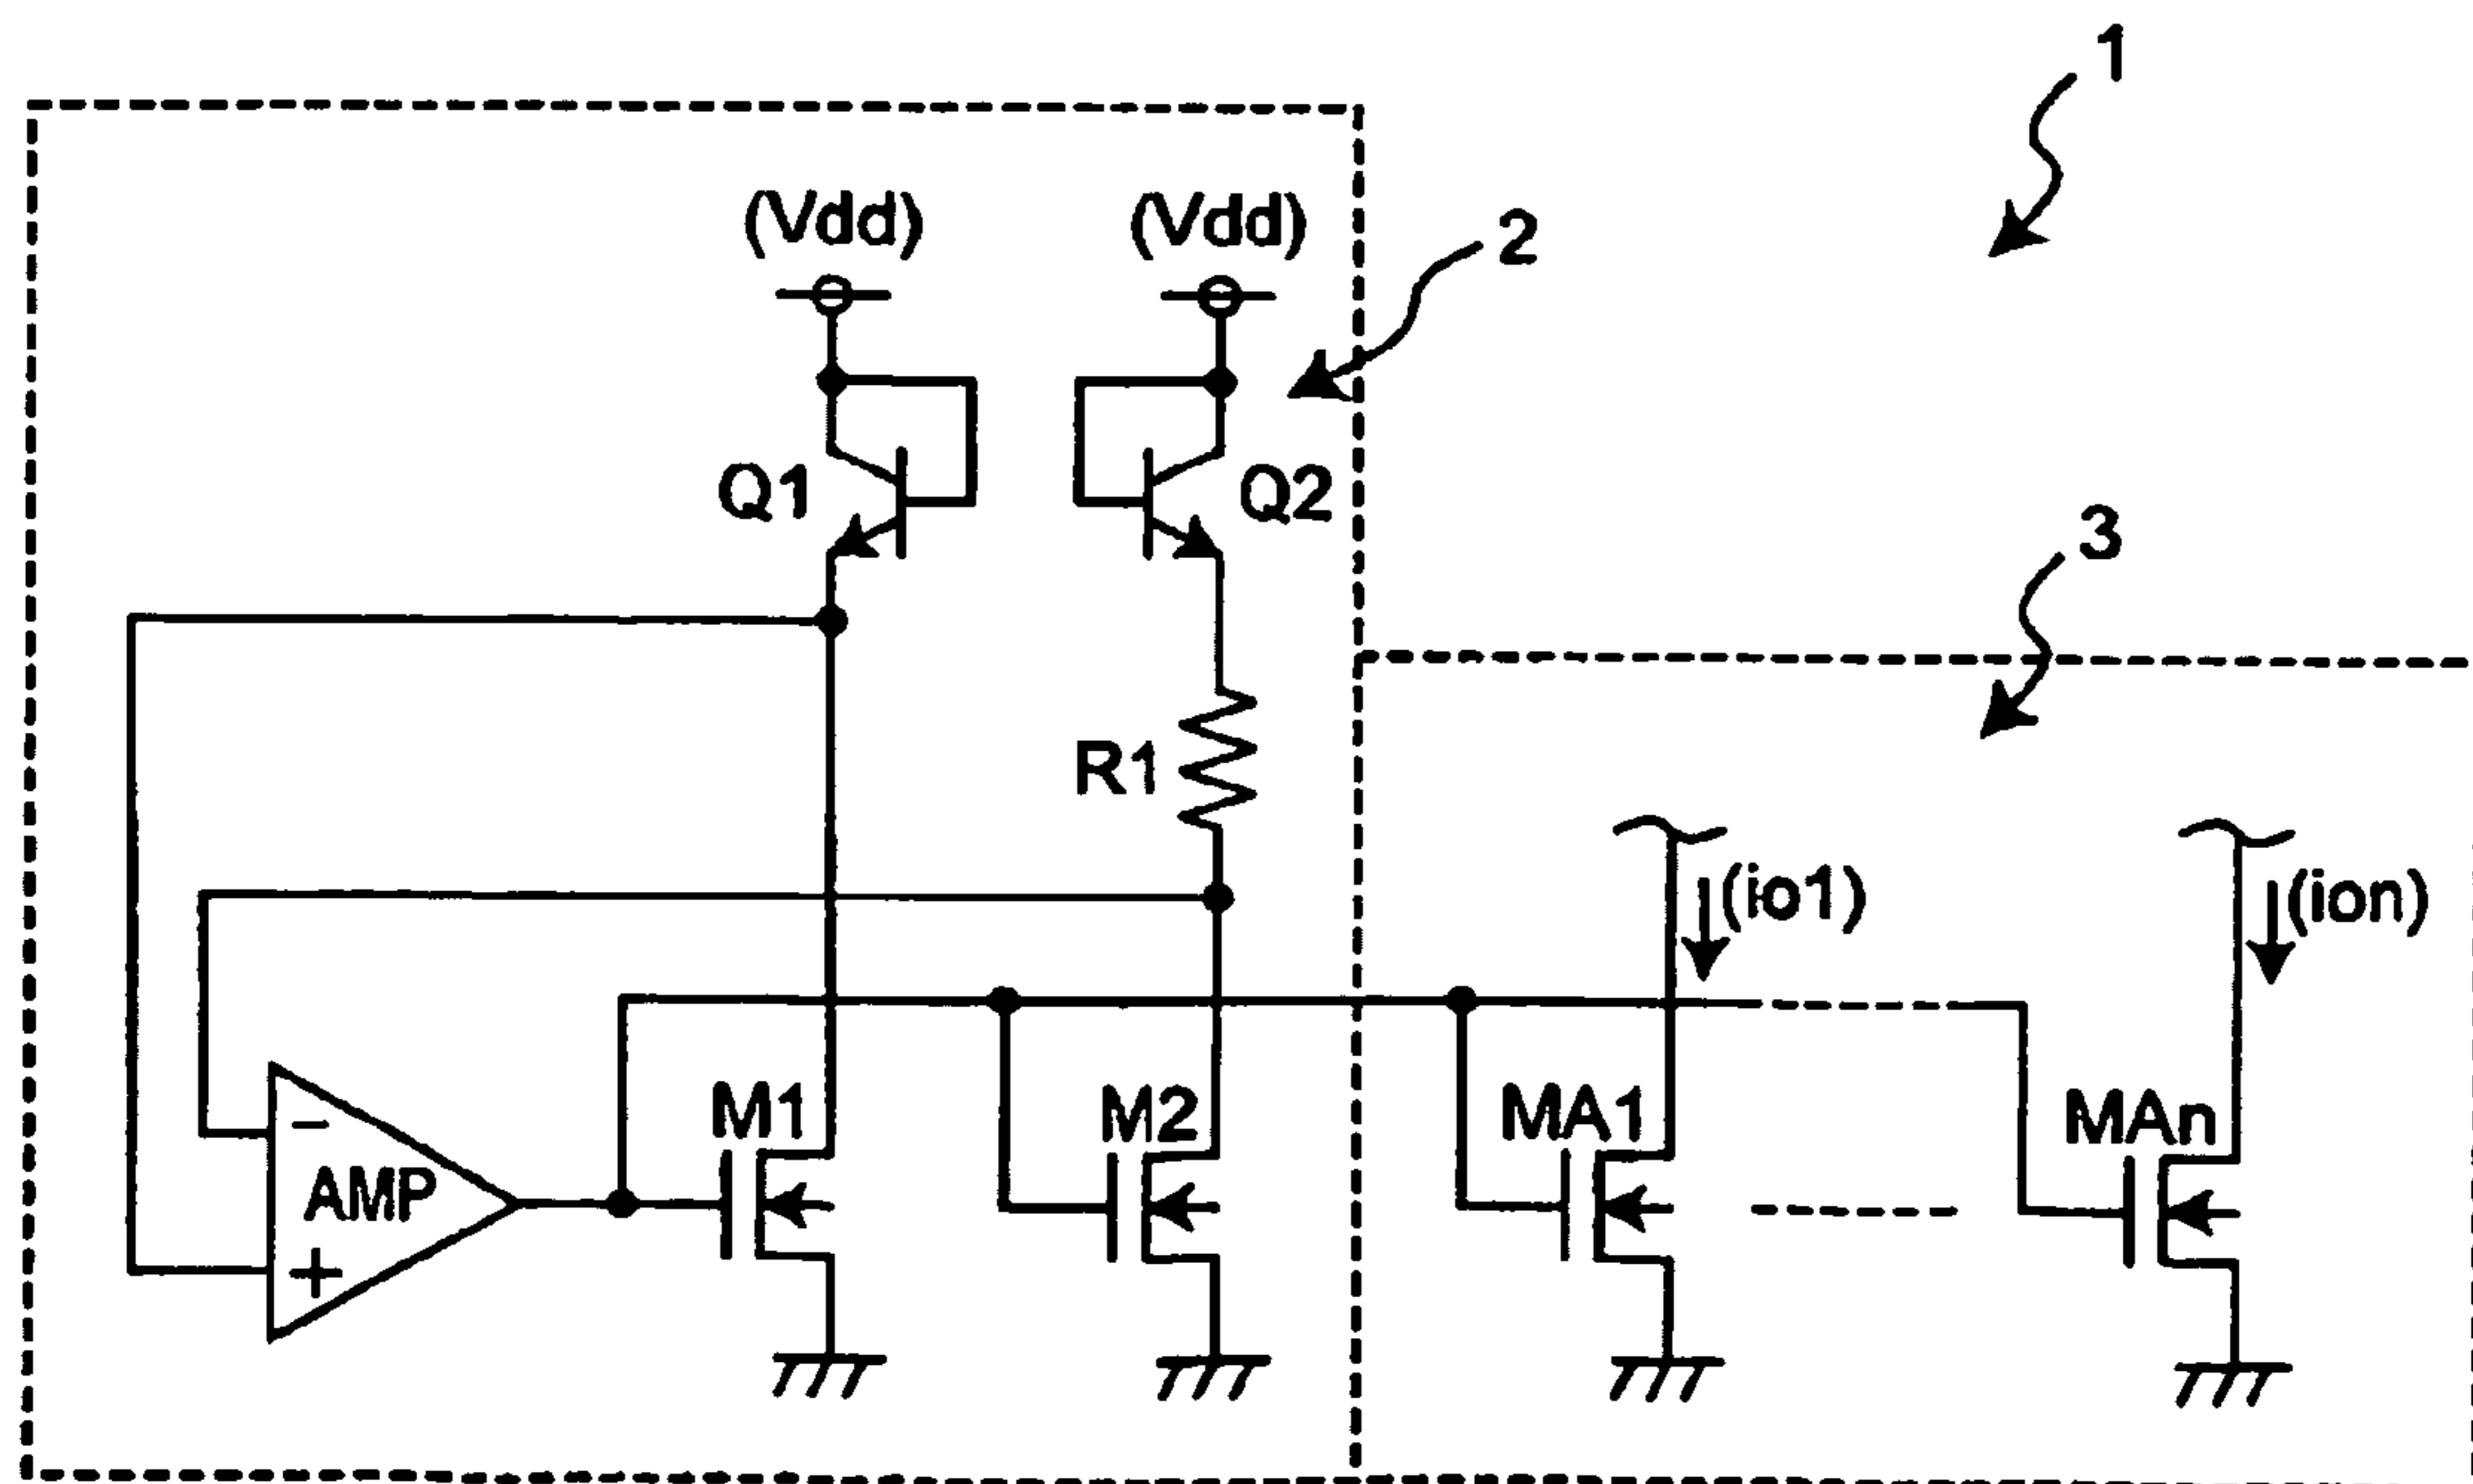 1
(Vdd) (Vdd) 2
Q1 Q2
3
R1
(io1) (ion)
M1 M2 MA1 MAn
−
AMP
+